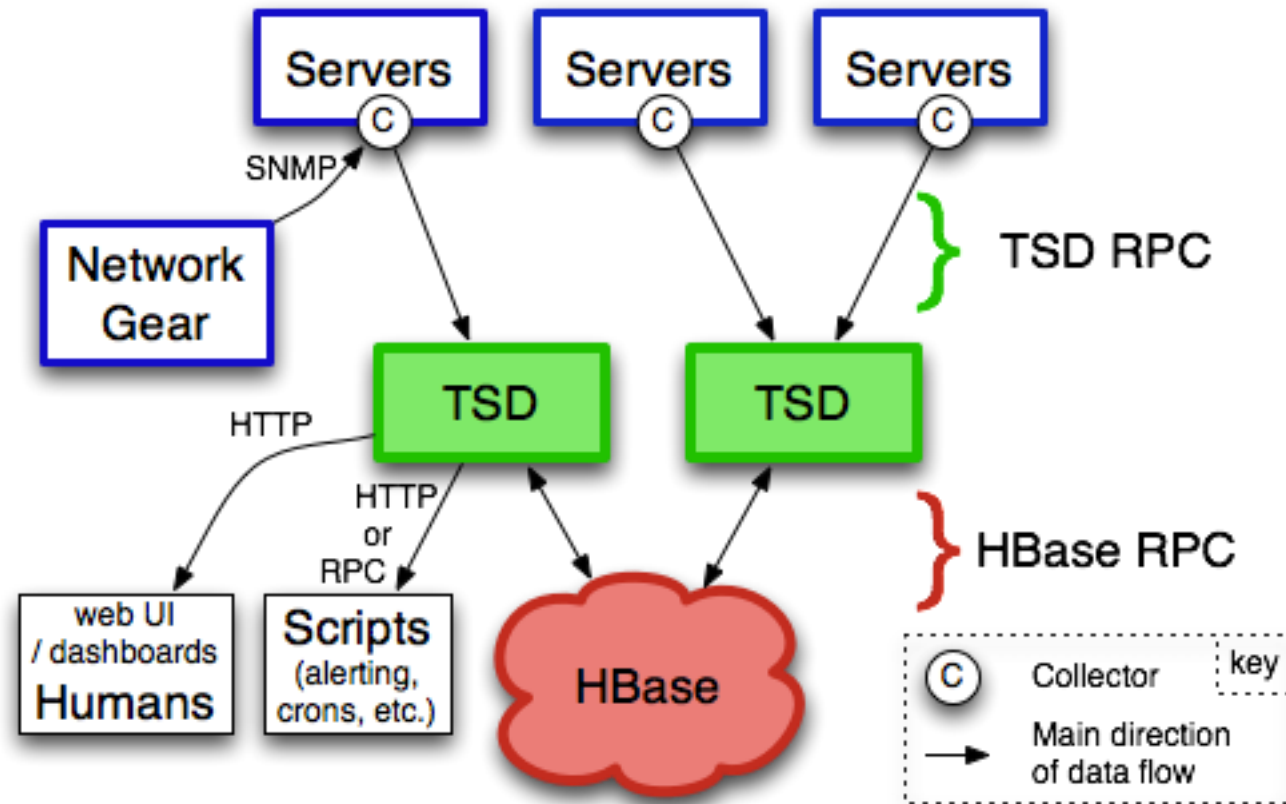 Servers
Servers
Servers
C
C
C
SNMP
Network
Gear
TSD RPC
TSD
TSD
HTTP
HTTP
or
RPC
HBase RPC
web UI
/ dashboards
Humans
Scripts
(alerting,
crons, etc.)
HBase
key
C
Collector
Main direction
of data flow